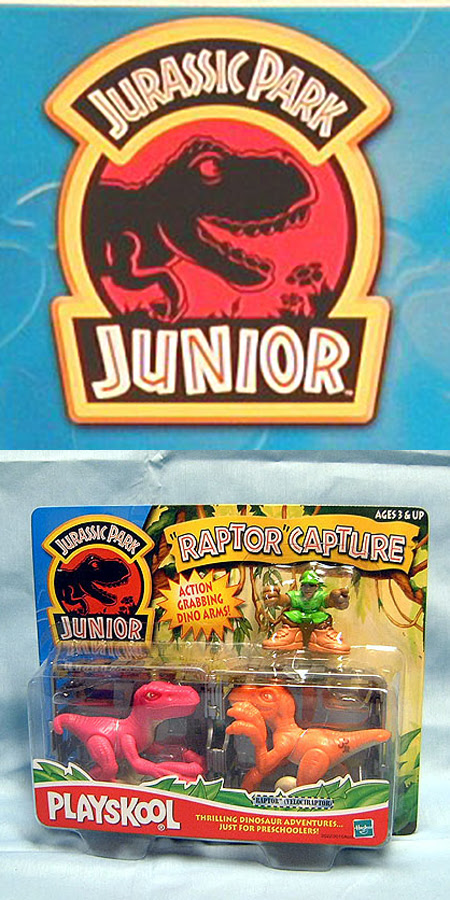 JURASSIC PARK
JUNIOR
AGES 3 & UP
JURASSIC PARK
JUNIOR
"RAPTOR" CAPTURE
ACTION
GRABBING
DINO ARMS!
"RAPTOR" (VELOCIRAPTOR)
PLAYSKOOL®
THRILLING DINOSAUR ADVENTURES...
JUST FOR PRESCHOOLERS!
Hasbro